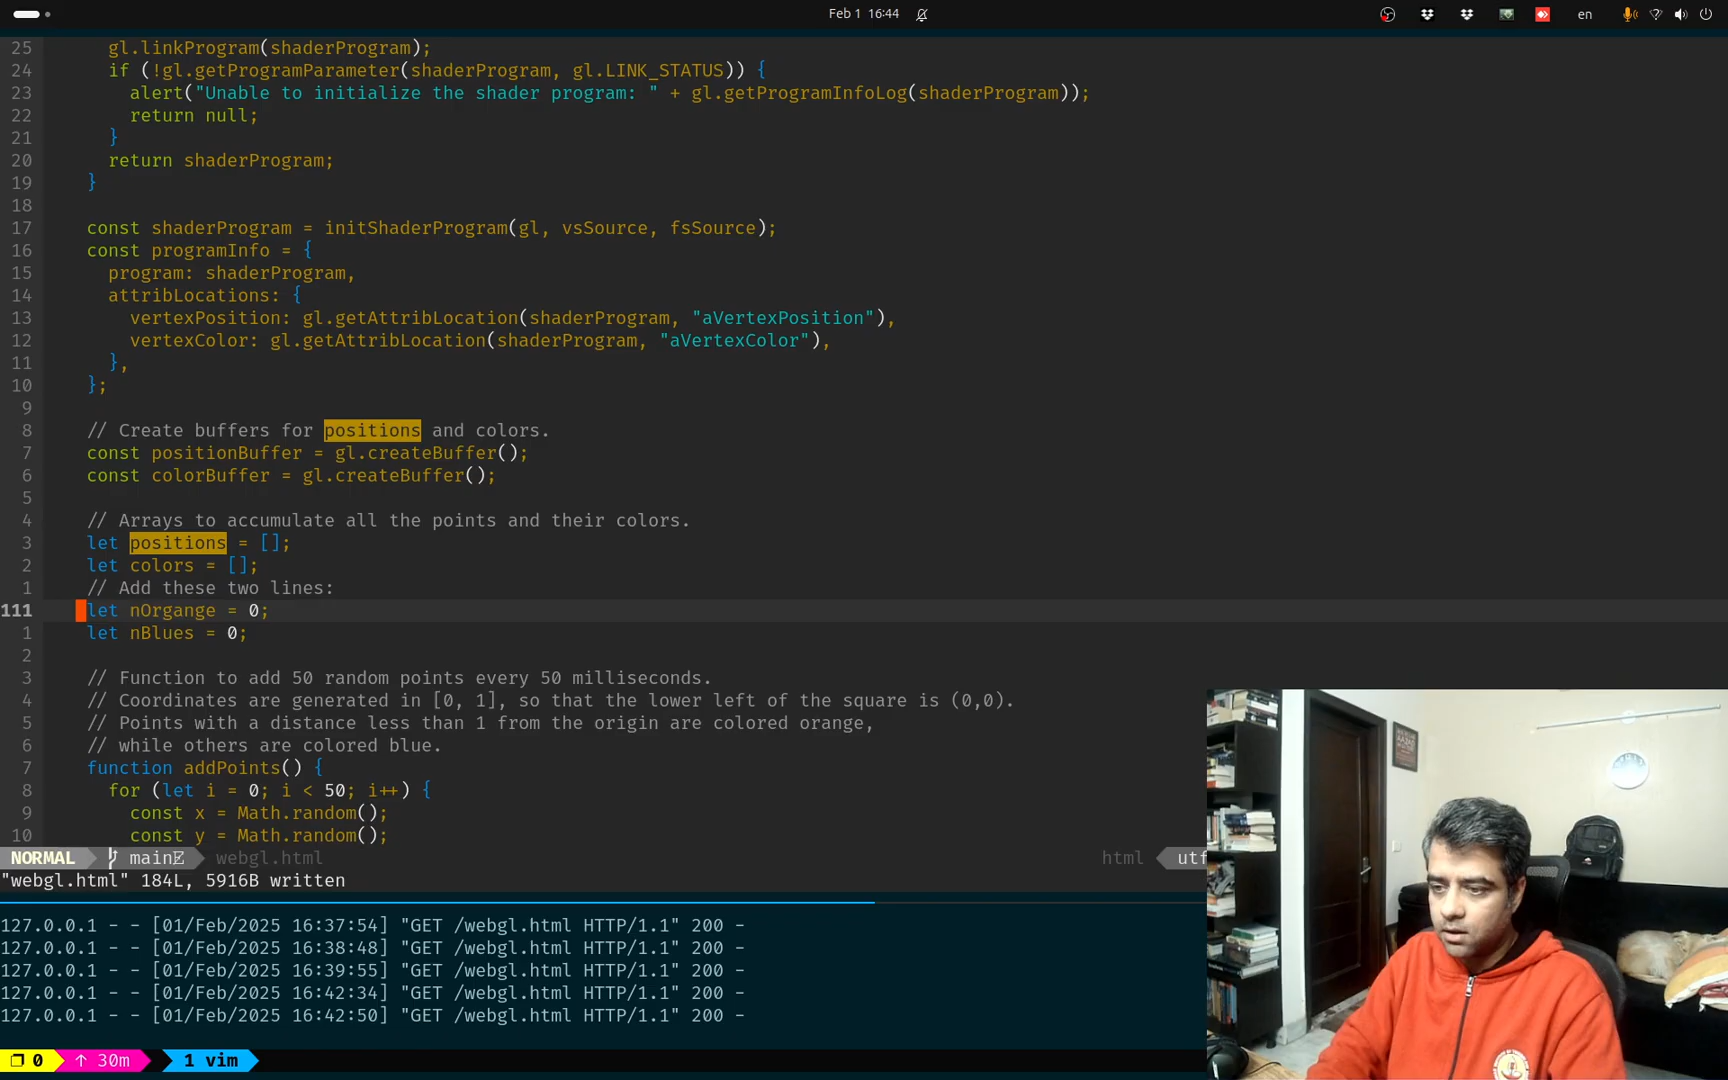 Feb 1 16:44
en
25 gl.linkProgram(shaderProgram);
24 if (!gl.getProgramParameter(shaderProgram, gl.LINK_STATUS)) {
23 alert("Unable to initialize the shader program: " + gl.getProgramInfoLog(shaderProgram));
22 return null;
21 }
20 return shaderProgram;
19 }
18
17 const shaderProgram = initShaderProgram(gl, vsSource, fsSource);
16 const programInfo = {
15 program: shaderProgram,
14 attribLocations: {
13 vertexPosition: gl.getAttribLocation(shaderProgram, "aVertexPosition"),
12 vertexColor: gl.getAttribLocation(shaderProgram, "aVertexColor"),
11 },
10 };
9
8 // Create buffers for positions and colors.
7 const positionBuffer = gl.createBuffer();
6 const colorBuffer = gl.createBuffer();
5
4 // Arrays to accumulate all the points and their colors.
3 let positions = [];
2 let colors = [];
1 // Add these two lines:
111 let nOrgange = 0;
1 let nBlues = 0;
2
3 // Function to add 50 random points every 50 milliseconds.
4 // Coordinates are generated in [0, 1], so that the lower left of the square is (0,0).
5 // Points with a distance less than 1 from the origin are colored orange,
6 // while others are colored blue.
7 function addPoints() {
8 for (let i = 0; i < 50; i++) {
9 const x = Math.random();
10 const y = Math.random();
NORMAL main webgl.html html utf
"webgl.html" 184L, 5916B written
127.0.0.1 - - [01/Feb/2025 16:37:54] "GET /webgl.html HTTP/1.1" 200 -
127.0.0.1 - - [01/Feb/2025 16:38:48] "GET /webgl.html HTTP/1.1" 200 -
127.0.0.1 - - [01/Feb/2025 16:39:55] "GET /webgl.html HTTP/1.1" 200 -
127.0.0.1 - - [01/Feb/2025 16:42:34] "GET /webgl.html HTTP/1.1" 200 -
127.0.0.1 - - [01/Feb/2025 16:42:50] "GET /webgl.html HTTP/1.1" 200 -
0 ↑ 30m 1 vim